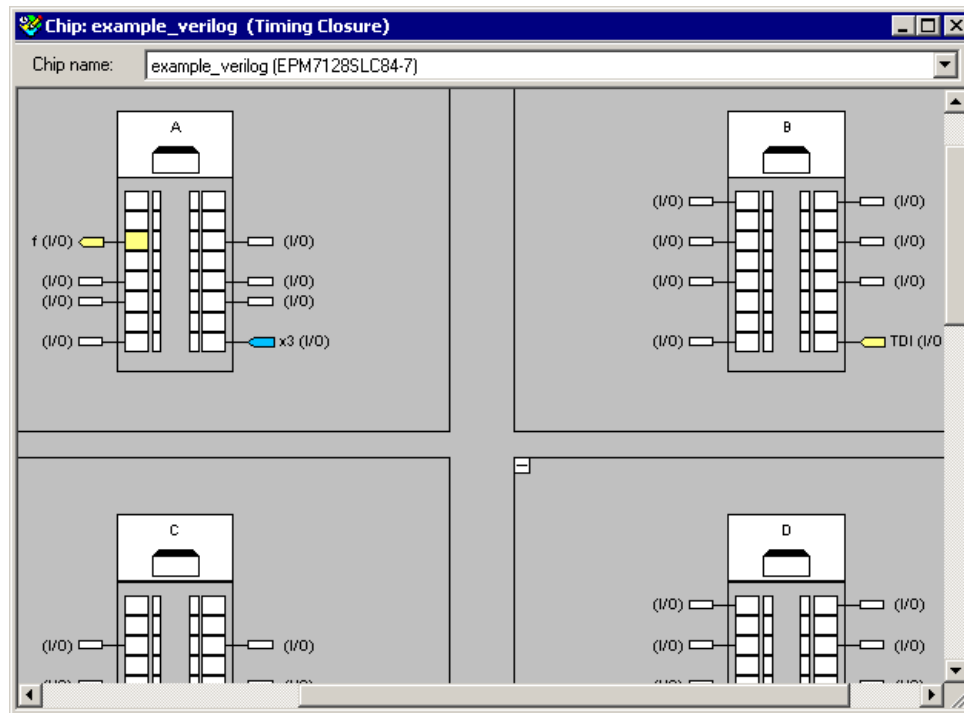 Chip: example_verilog (Timing Closure)
Chip name: example_verilog (EPM7128SLC84-7)
A B
(I/O) (I/O)
f (I/O) (I/O) (I/O) (I/O)
(I/O) (I/O) (I/O) (I/O)
(I/O) (I/O)
(I/O) x3 (I/O) (I/O) TDI (I/O
C D
(I/O) (I/O)
(I/O) (I/O) (I/O) (I/O)
(I/O) (I/O) (I/O) (I/O)